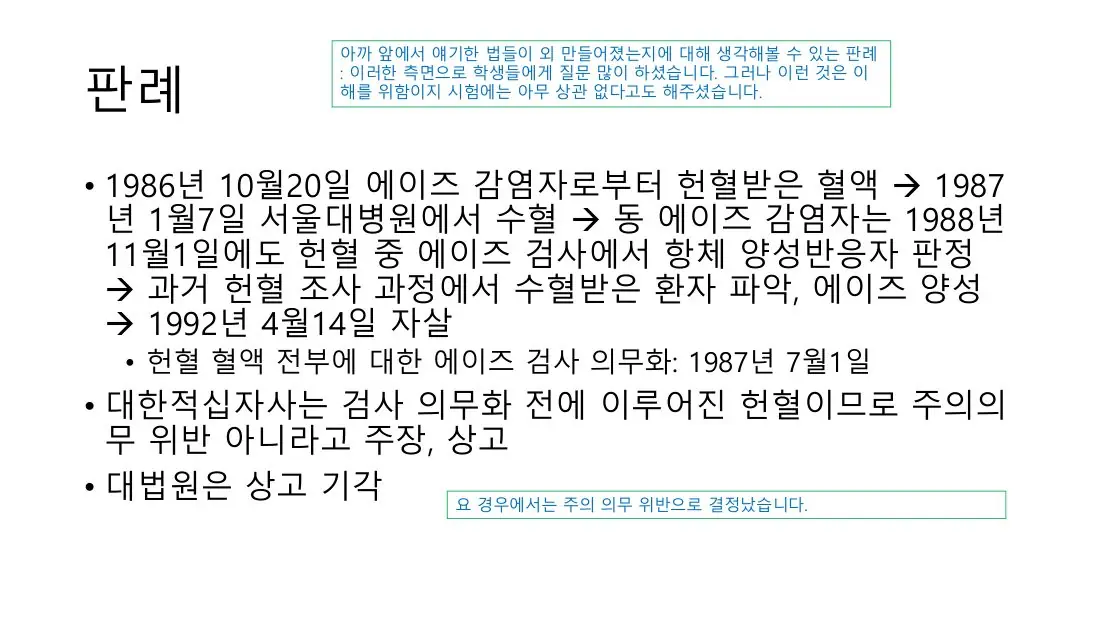 판례
아까 앞에서 얘기한 법들이 외 만들어졌는지에 대해 생각해볼 수 있는 판례
: 이러한 측면으로 학생들에게 질문 많이 하셨습니다. 그러나 이런 것은 이
해를 위함이지 시험에는 아무 상관 없다고도 해주셨습니다.
• 1986년 10월20일 에이즈 감염자로부터 헌혈받은 혈액 → 1987
년 1월7일 서울대병원에서 수혈 → 동 에이즈 감염자는 1988년
11월1일에도 헌혈 중 에이즈 검사에서 항체 양성반응자 판정
→ 과거 헌혈 조사 과정에서 수혈받은 환자 파악, 에이즈 양성
→ 1992년 4월14일 자살
• 헌혈 혈액 전부에 대한 에이즈 검사 의무화: 1987년 7월1일
• 대한적십자사는 검사 의무화 전에 이루어진 헌혈이므로 주의의
무 위반 아니라고 주장, 상고
• 대법원은 상고 기각
요 경우에서는 주의 의무 위반으로 결정났습니다.